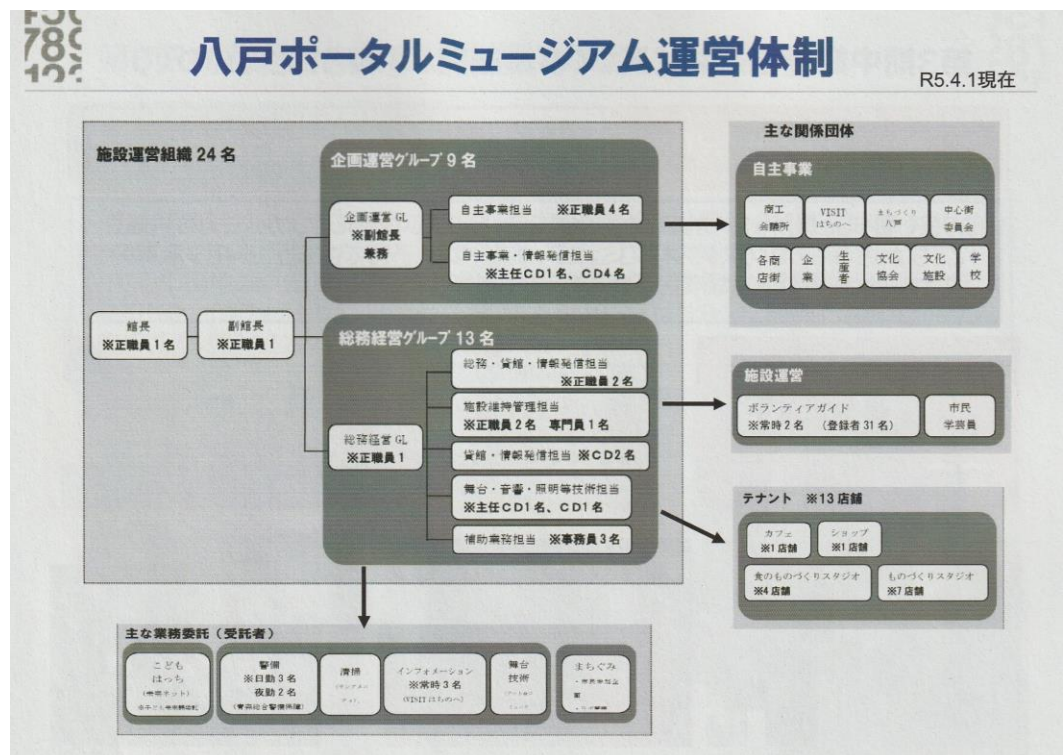 八戸ポータルミュージアム運営体制
R5.4.1現在
施設運営組織 24 名
館長
※正職員 1 名
副館長
※正職員 1
企画運営グループ 9 名
企画運営 GL
※副館長
兼務
自主事業担当 ※正職員 4 名
自主事業・情報発信担当
※主任CD1名、CD4名
総務経営グループ 13 名
総務経営 GL
※正職員 1
総務・貸館・情報発信担当
※正職員 2 名
施設維持管理担当
※正職員 2 名 専門員 1 名
貸館・情報発信担当 ※CD2名
舞台・音響・照明等技術担当
※主任CD1名、CD1名
補助業務担当 ※事務員 3 名
主な関係団体
自主事業
商工
会議所
VISIT
はちのへ
まちづくり
八戸
中心街
委員会
各商
店街
企
業
生
産
者
文化
協会
文化
施設
学
校
施設運営
ボランティアガイド
※常時 2 名 (登録者 31 名)
市民
学芸員
テナント ※13 店舗
カフェ
※1 店舗
ショップ
※1 店舗
食のものづくりスタジオ
※4 店舗
ものづくりスタジオ
※7 店舗
主な業務委託(受託者)
こども
はっち
警備
※日勤 3 名
夜勤 2 名
(青森総合警備保障)
清掃
インフォメーション
※常時 3 名
(VISIT はちのへ)
舞台
技術
まちぐみ